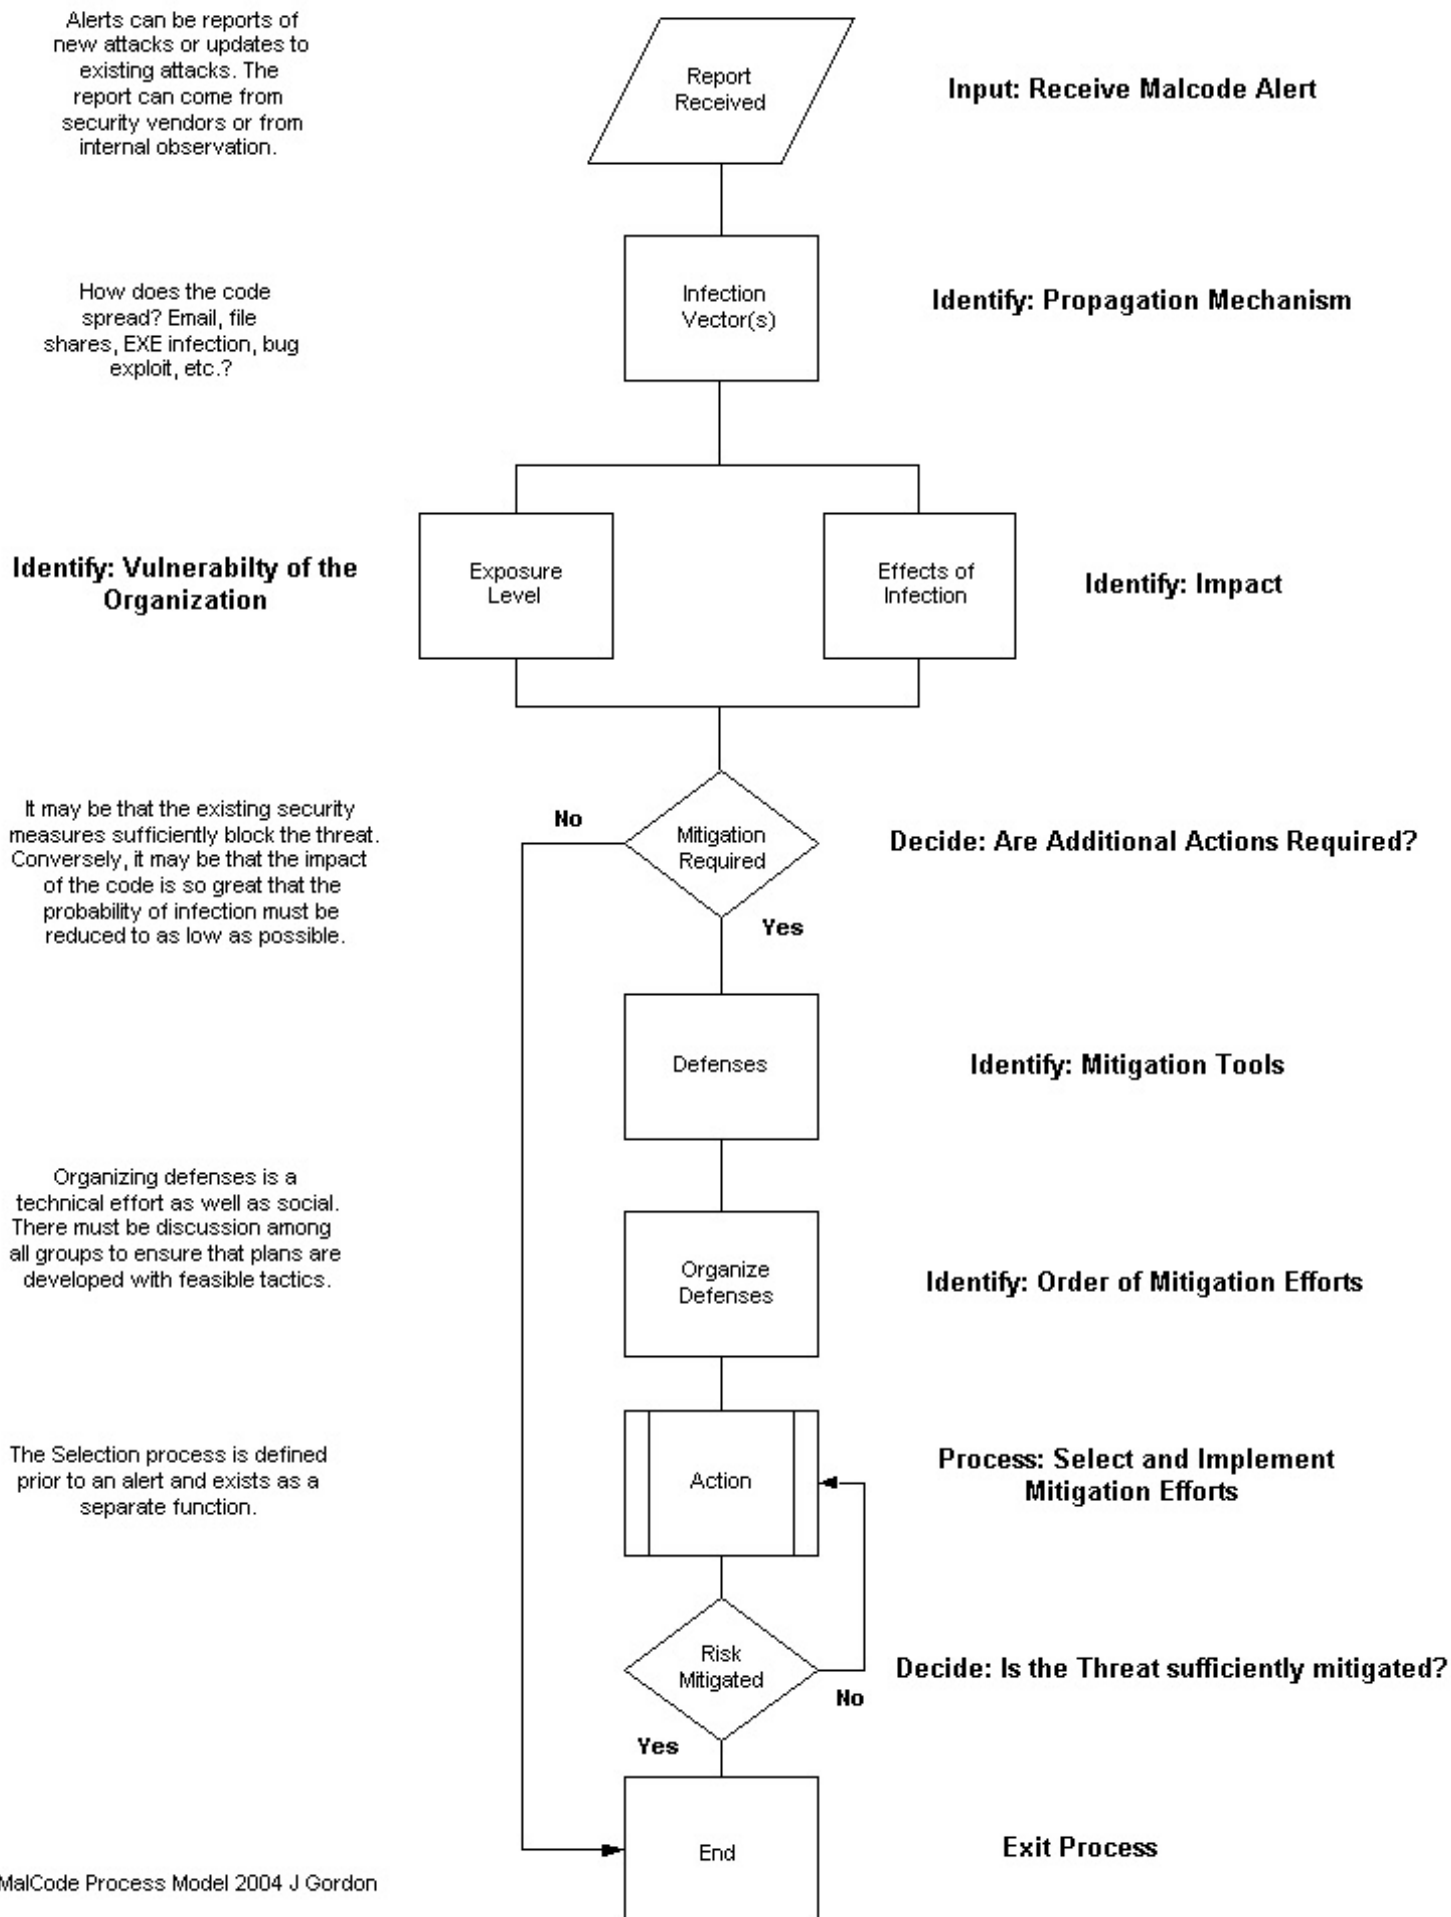 Alerts can be reports of
new attacks or updates to
existing attacks. The
report can come from
security vendors or from
internal observation.
Report
Received
Input: Receive Malcode Alert
How does the code
spread? Email, file
shares, EXE infection, bug
exploit, etc.?
Infection
Vector(s)
Identify: Propagation Mechanism
Identify: Vulnerabilty of the
Organization
Exposure
Level
Effects of
Infection
Identify: Impact
It may be that the existing security
measures sufficiently block the threat.
Conversely, it may be that the impact
of the code is so great that the
probability of infection must be
reduced to as low as possible.
No
Mitigation
Required
Decide: Are Additional Actions Required?
Yes
Defenses
Identify: Mitigation Tools
Organizing defenses is a
technical effort as well as social.
There must be discussion among
all groups to ensure that plans are
developed with feasible tactics.
Organize
Defenses
Identify: Order of Mitigation Efforts
The Selection process is defined
prior to an alert and exists as a
separate function.
Action
Process: Select and Implement
Mitigation Efforts
Risk
Mitigated
Decide: Is the Threat sufficiently mitigated?
No
Yes
End
Exit Process
MalCode Process Model 2004 J Gordon